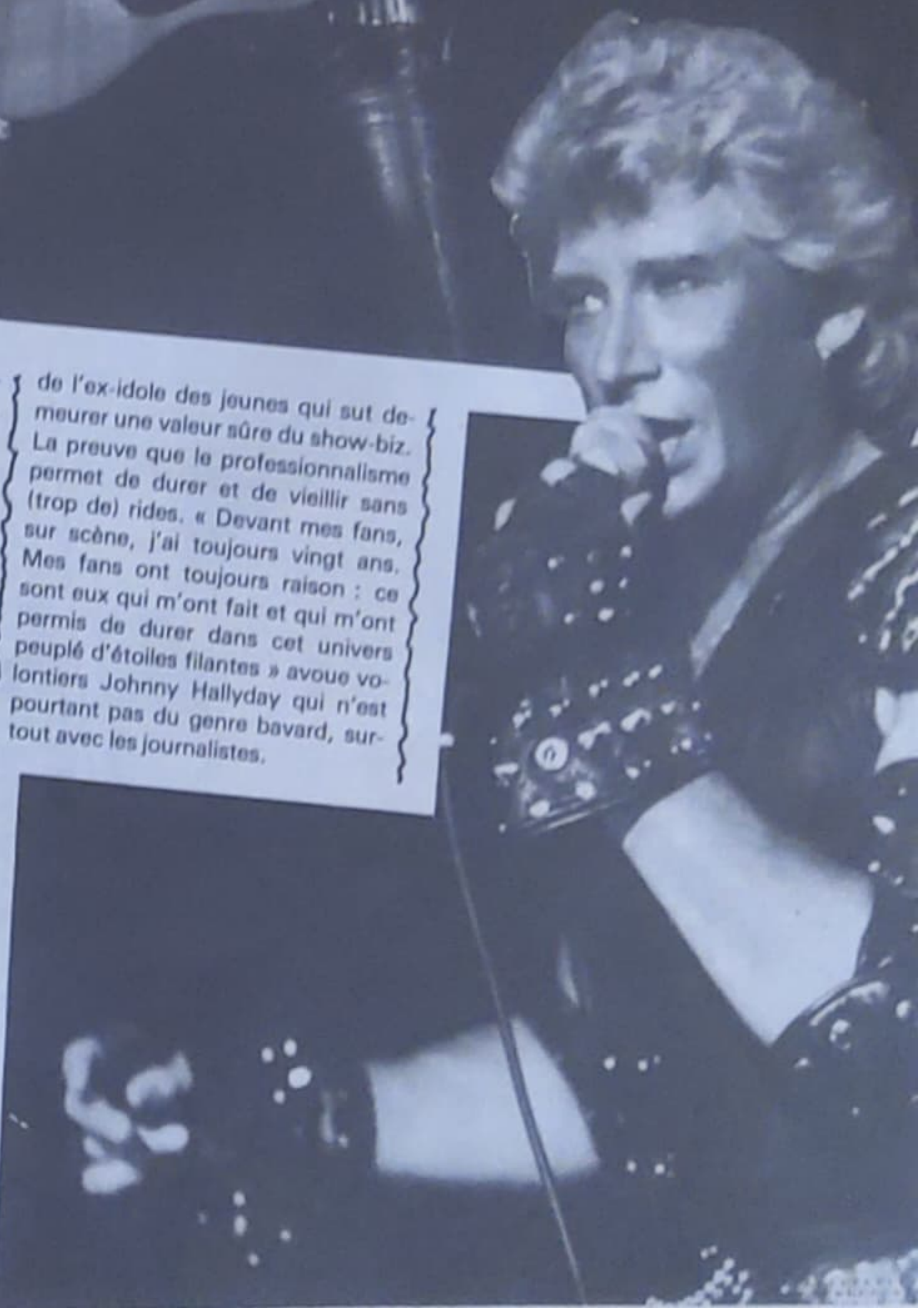 de l'ex-idole des jeunes qui sut de-
meurer une valeur sûre du show-biz.
La preuve que le professionnalisme
permet de durer et de vieillir sans
(trop de) rides. « Devant mes fans,
sur scène, j'ai toujours vingt ans.
Mes fans ont toujours raison : ce
sont eux qui m'ont fait et qui m'ont
permis de durer dans cet univers
peuplé d'étoiles filantes » avoue vo-
lontiers Johnny Hallyday qui n'est
pourtant pas du genre bavard, sur-
tout avec les journalistes.